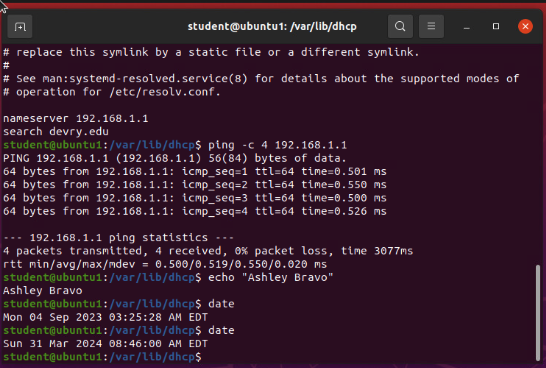 student@ubuntu1: /var/lib/dhcp
# replace this symlink by a static file or a different symlink.
#
# See man:systemd-resolved.service(8) for details about the supported modes of
# operation for /etc/resolv.conf.
nameserver 192.168.1.1
search devry.edu
student@ubuntu1:/var/lib/dhcp$ ping -c 4 192.168.1.1
PING 192.168.1.1 (192.168.1.1) 56(84) bytes of data.
64 bytes from 192.168.1.1: icmp_seq=1 ttl=64 time=0.501 ms
64 bytes from 192.168.1.1: icmp_seq=2 ttl=64 time=0.550 ms
64 bytes from 192.168.1.1: icmp_seq=3 ttl=64 time=0.500 ms
64 bytes from 192.168.1.1: icmp_seq=4 ttl=64 time=0.526 ms
--- 192.168.1.1 ping statistics ---
4 packets transmitted, 4 received, 0% packet loss, time 3077ms
rtt min/avg/max/mdev = 0.500/0.519/0.550/0.020 ms
student@ubuntu1:/var/lib/dhcp$ echo "Ashley Bravo"
Ashley Bravo
student@ubuntu1:/var/lib/dhcp$ date
Mon 04 Sep 2023 03:25:28 AM EDT
student@ubuntu1:/var/lib/dhcp$ date
Sun 31 Mar 2024 08:46:00 AM EDT
student@ubuntu1:/var/lib/dhcp$